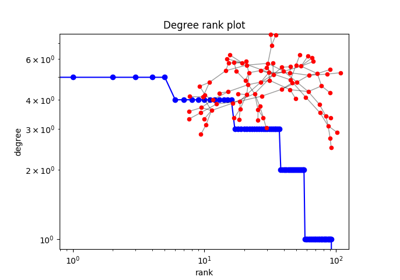 Degree rank plot
6 × 10⁰
4 × 10⁰
3 × 10⁰
2 × 10⁰
10⁰
degree
10⁰ 10¹ 10²
rank